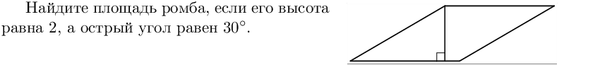 Найдите площадь ромба, если его высота
равна 2, а острый угол равен 30°.